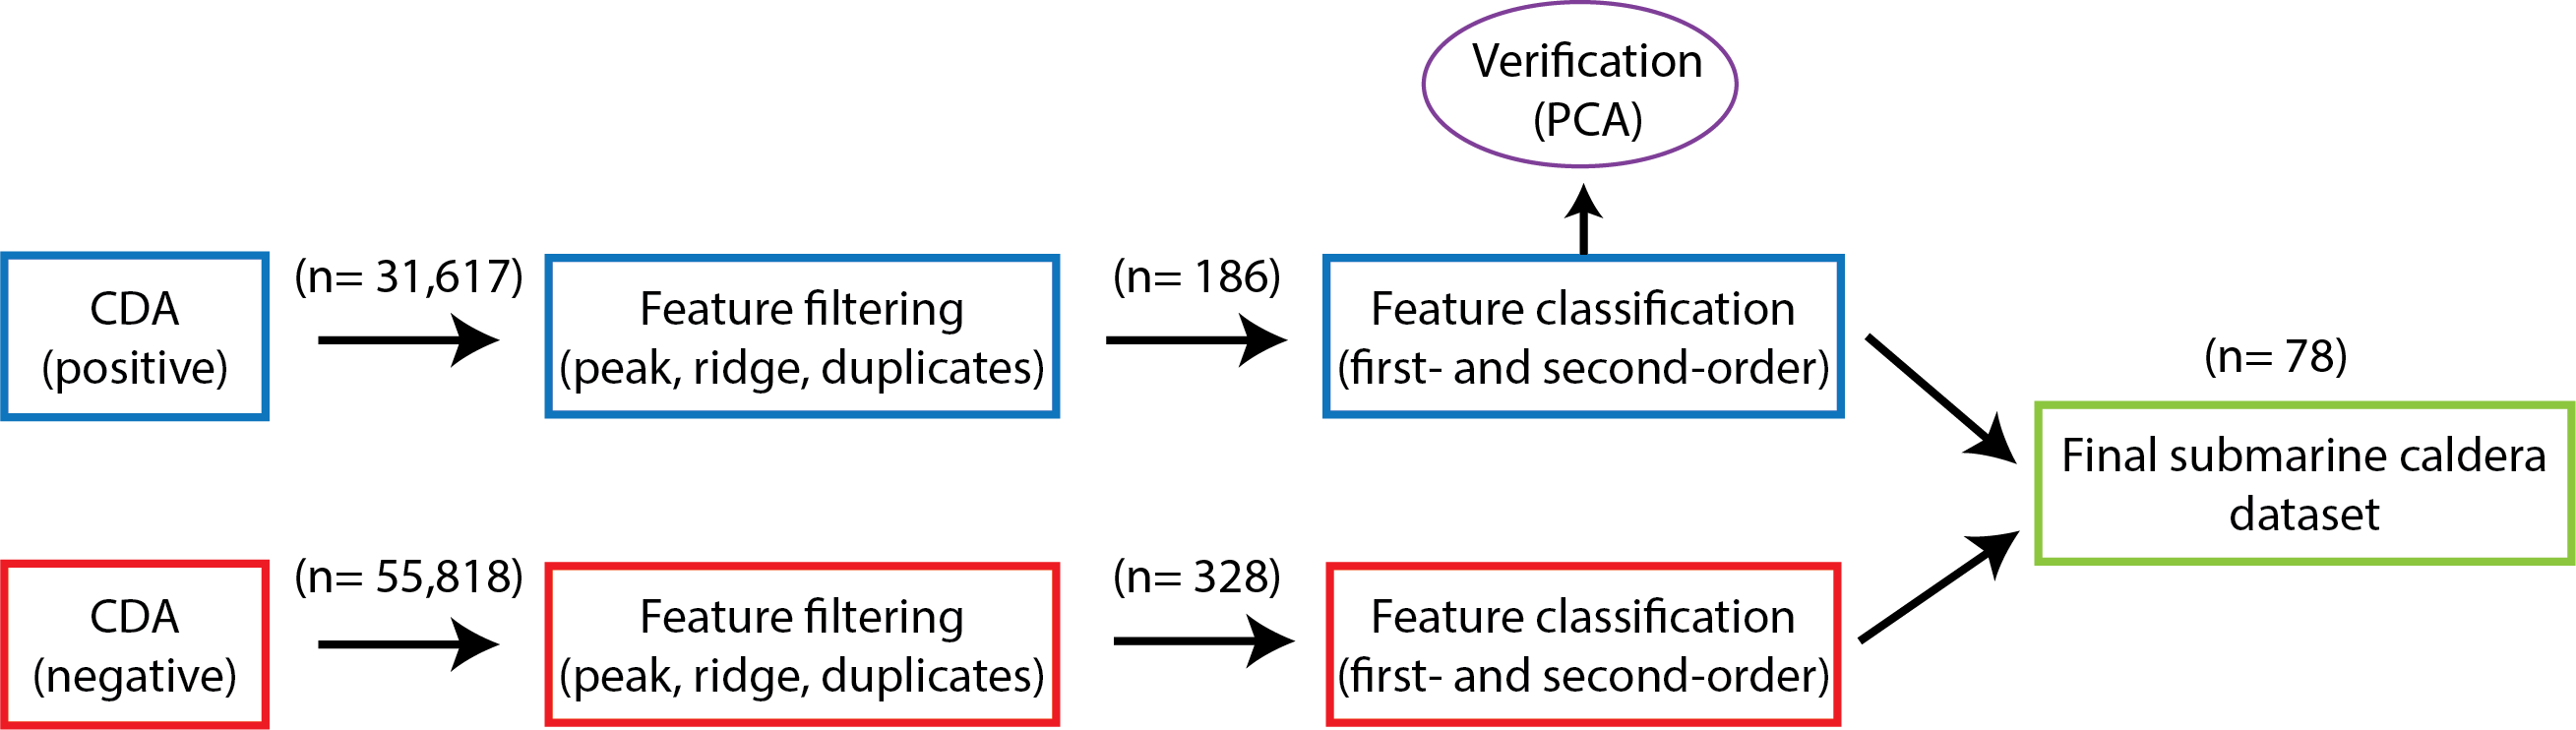 Verification
(PCA)
CDA
(positive)
(n= 31,617)
Feature filtering
(peak, ridge, duplicates)
(n= 186)
Feature classification
(first- and second-order)
(n= 78)
Final submarine caldera
dataset
CDA
(negative)
(n= 55,818)
Feature filtering
(peak, ridge, duplicates)
(n= 328)
Feature classification
(first- and second-order)